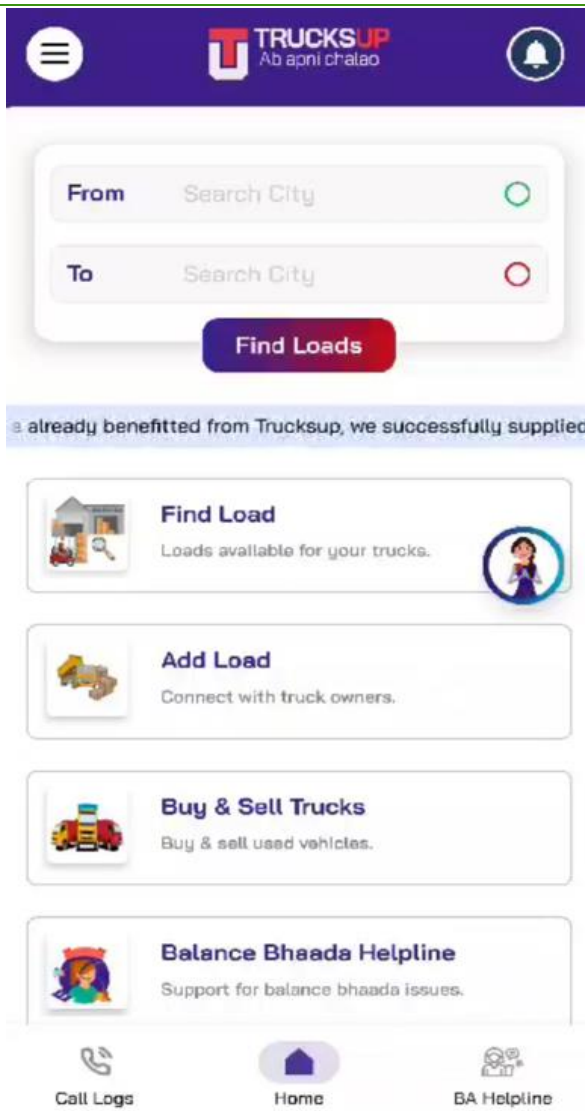 TRUCKSUP
Ab apni chalao
From Search City
To Search City
Find Loads
already benefitted from Trucksup, we successfully supplied
Find Load
Loads available for your trucks.
Add Load
Connect with truck owners.
Buy & Sell Trucks
Buy & sell used vehicles.
Balance Bhaada Helpline
Support for balance bhaada issues.
Call Logs Home BA Helpline